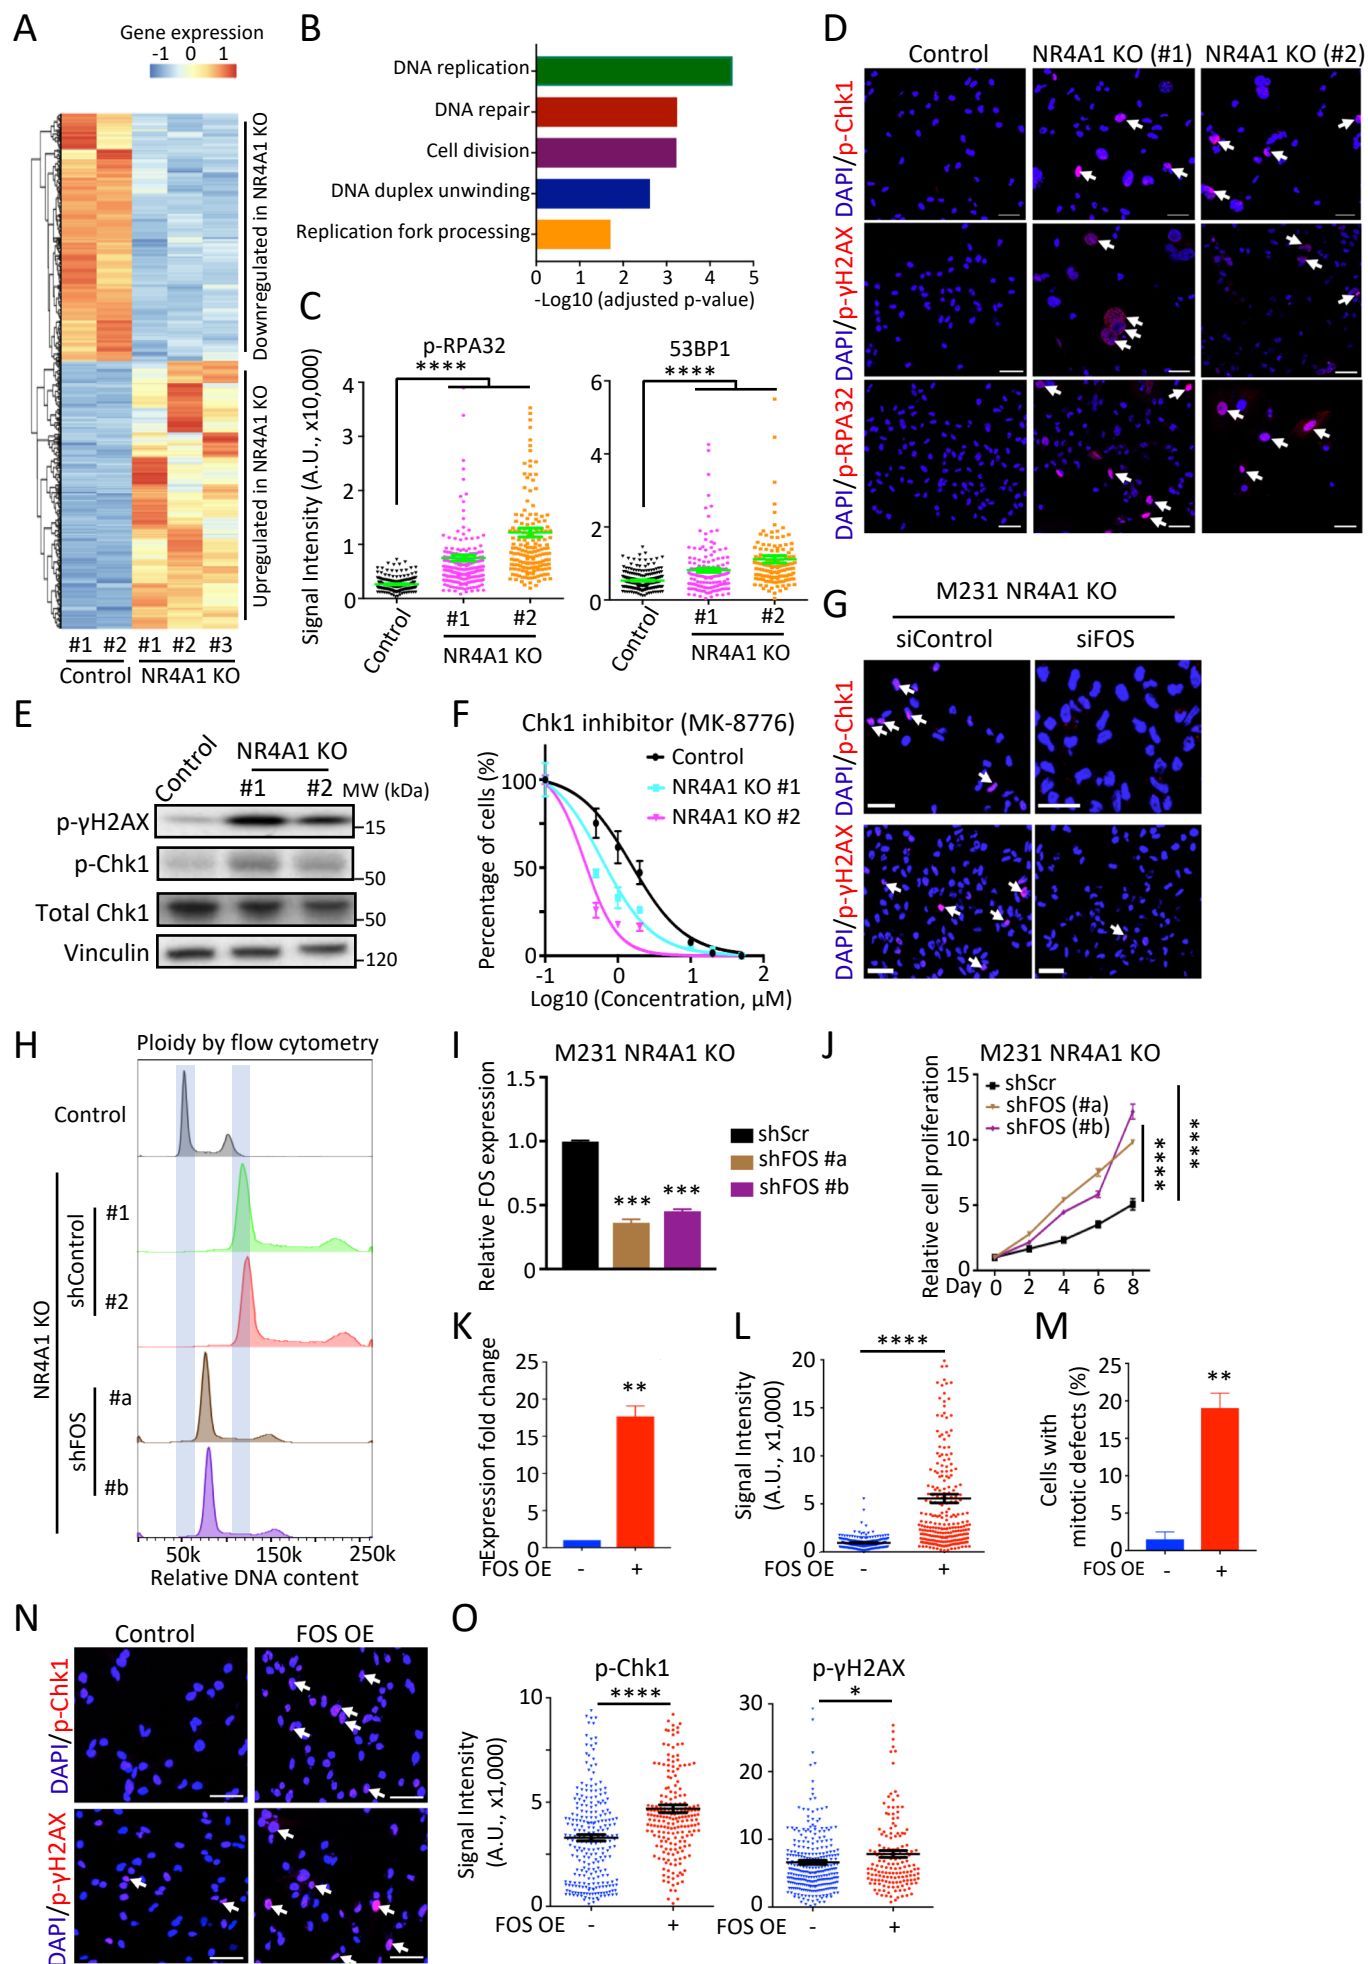 A
Gene expression
-1 0 1
Downregulated in NR4A1 KO
Upregulated in NR4A1 KO
#1 #2 #1 #2 #3
Control NR4A1 KO
B
DNA replication
DNA repair
Cell division
DNA duplex unwinding
Replication fork processing
0 1 2 3 4 5
-Log10 (adjusted p-value)
C
Signal Intensity (A.U., x10,000)
p-RPA32
****
4
3
2
1
0
Control
#1 #2
NR4A1 KO
53BP1
****
6
4
2
0
Control
#1 #2
NR4A1 KO
D
Control NR4A1 KO (#1) NR4A1 KO (#2)
DAPI/p-Chk1
DAPI/p-γH2AX
DAPI/p-RPA32
E
Control
NR4A1 KO
#1 #2 MW (kDa)
p-γH2AX
15
p-Chk1
50
Total Chk1
50
Vinculin
120
F
Chk1 inhibitor (MK-8776)
Control
NR4A1 KO #1
NR4A1 KO #2
Percentage of cells (%)
100
50
0
-1 0 1 2
Log10 (Concentration, μM)
G
M231 NR4A1 KO
siControl siFOS
DAPI/p-Chk1
DAPI/p-γH2AX
H
Ploidy by flow cytometry
Control
NR4A1 KO
shControl
#1
#2
shFOS
#a
#b
50k 150k 250k
Relative DNA content
I
M231 NR4A1 KO
Relative FOS expression
1.5
1.0
0.5
0
*** ***
shScr
shFOS #a
shFOS #b
J
M231 NR4A1 KO
Relative cell proliferation
15
10
5
0
shScr
shFOS (#a)
shFOS (#b)
****
****
Day 0 2 4 6 8
K
Expression fold change
25
20
15
10
5
0
**
FOS OE - +
L
Signal Intensity
(A.U., x1,000)
****
20
15
10
5
0
FOS OE - +
M
Cells with
mitotic defects (%)
25
20
15
10
5
0
**
FOS OE - +
N
Control FOS OE
DAPI/p-Chk1
DAPI/p-γH2AX
O
Signal Intensity
(A.U., x1,000)
p-Chk1
****
10
5
0
FOS OE - +
p-γH2AX
*
30
20
10
0
FOS OE - +